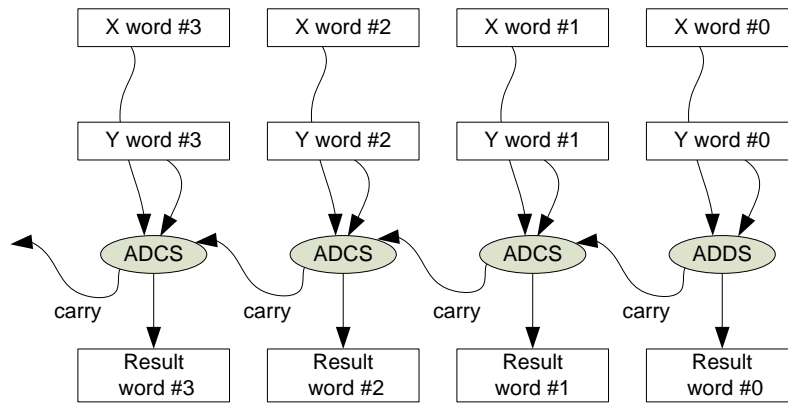 X word #3
X word #2
X word #1
X word #0
Y word #3
Y word #2
Y word #1
Y word #0
ADCS
ADCS
ADCS
ADDS
carry
carry
carry
carry
Result
word #3
Result
word #2
Result
word #1
Result
word #0